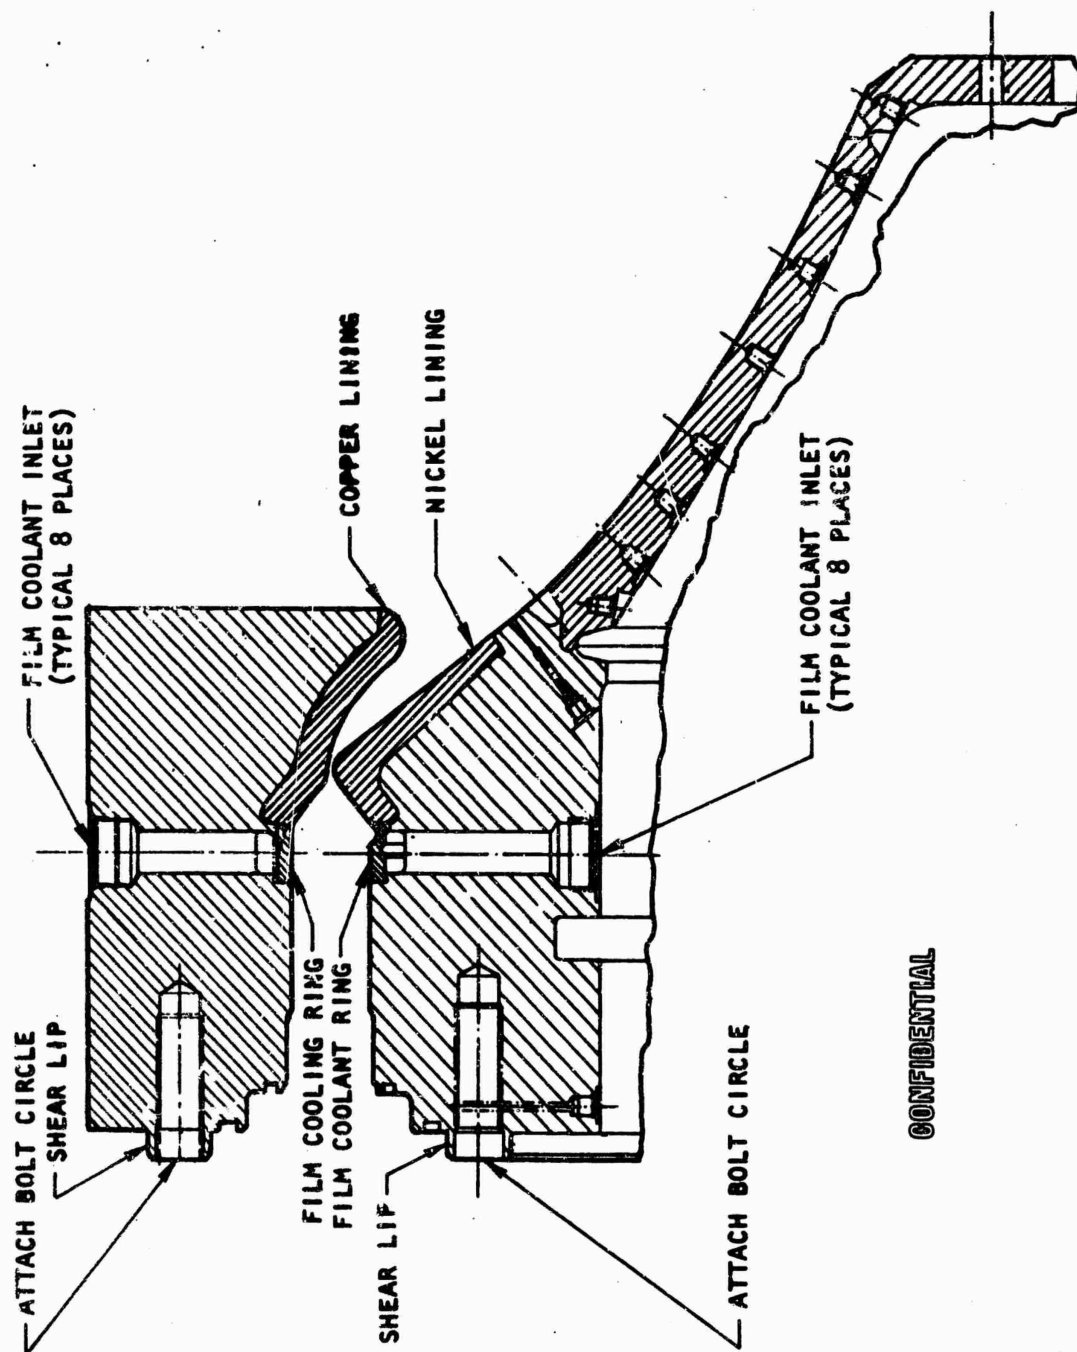 FILM COOLANT INLET
(TYPICAL 8 PLACES)
COPPER LINING
NICKEL LINING
ATTACH BOLT CIRCLE
SHEAR LIP
FILM COOLING RING
FILM COOLANT RING
SHEAR LIP
ATTACH BOLT CIRCLE
FILM COOLANT INLET
(TYPICAL 8 PLACES)
CONFIDENTIAL